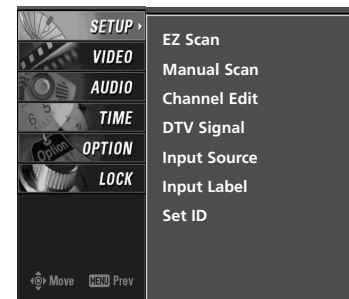 SETUP
VIDEO
AUDIO
TIME
OPTION
LOCK
Move MENU Prev
EZ Scan
Manual Scan
Channel Edit
DTV Signal
Input Source
Input Label
Set ID